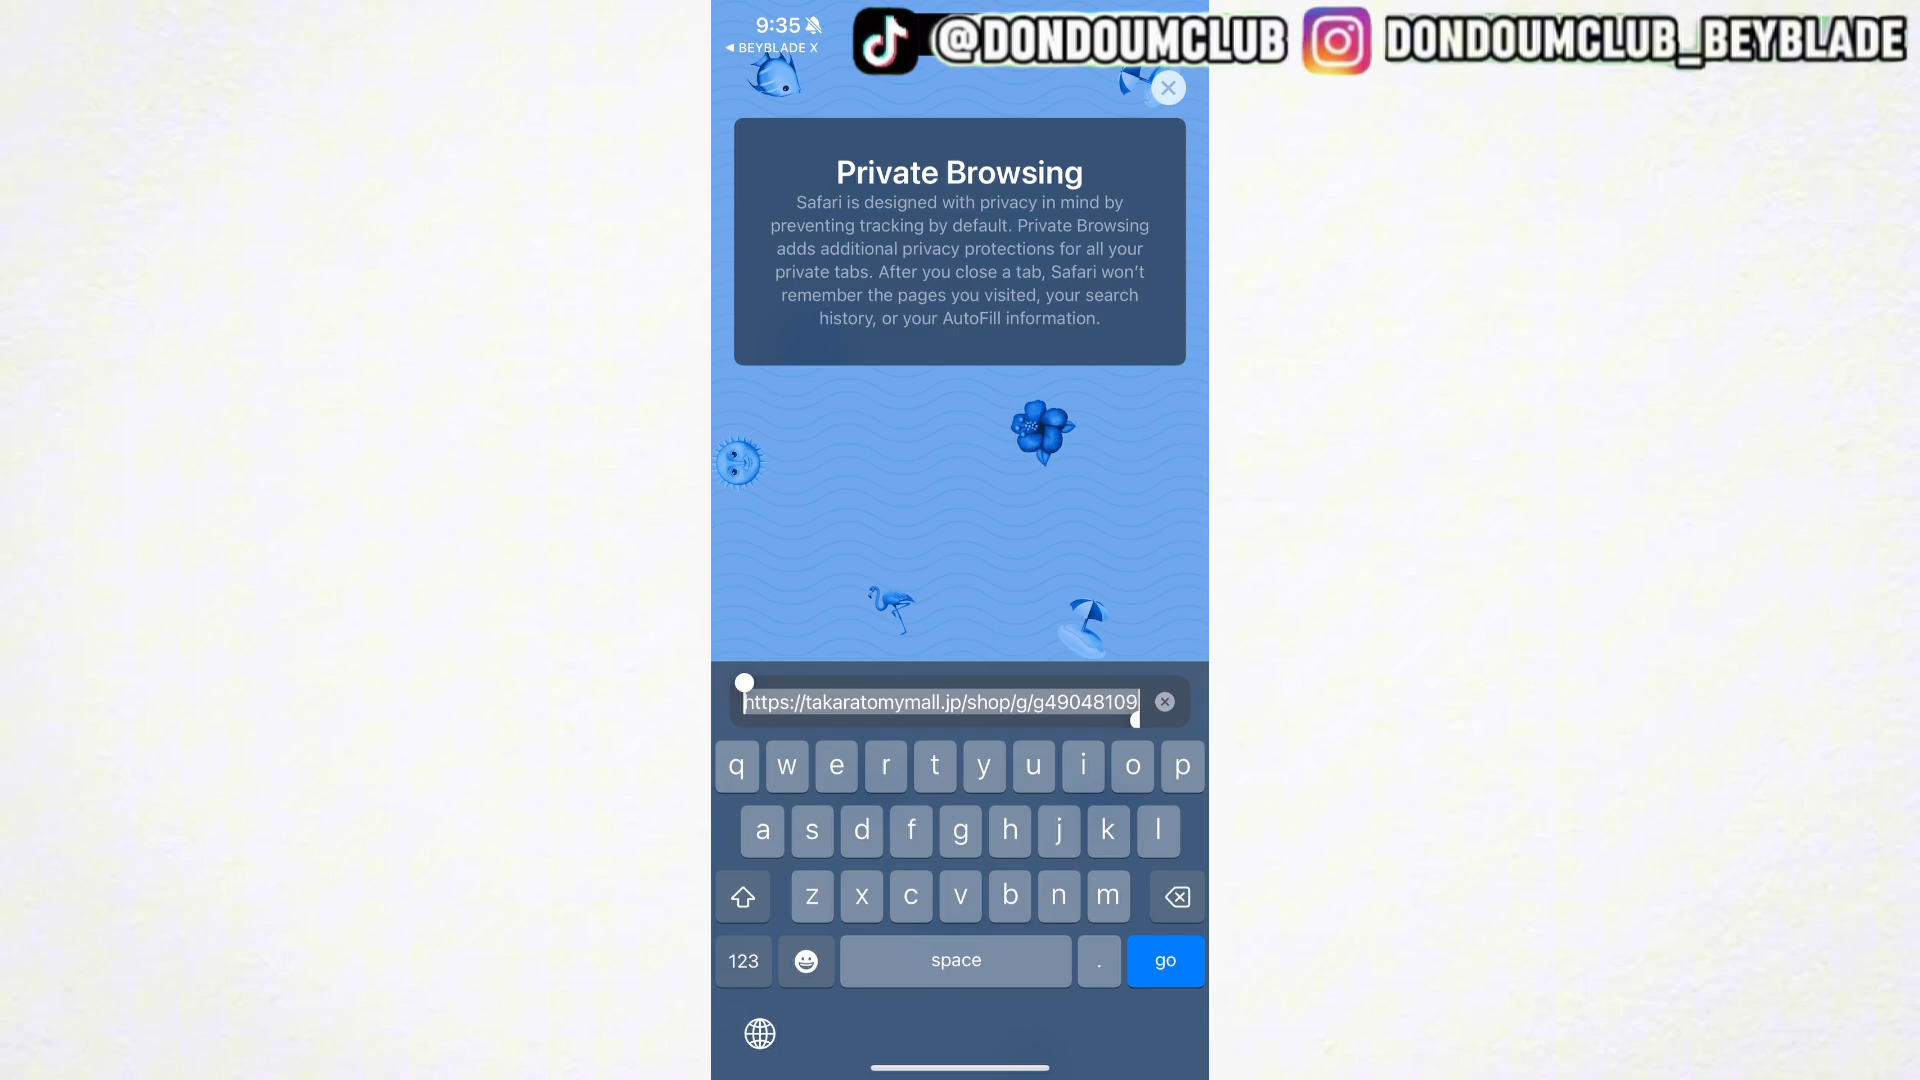 9:35
BEYBLADE X
@DONDOUMCLUB
DONDOUMCLUB_BEYBLADE
Private Browsing
Safari is designed with privacy in mind by
preventing tracking by default. Private Browsing
adds additional privacy protections for all your
private tabs. After you close a tab, Safari won't
remember the pages you visited, your search
history, or your AutoFill information.
https://takaratomymall.jp/shop/g/g49048109
q w e r t y u i o p
a s d f g h j k l
z x c v b n m
123 space . go